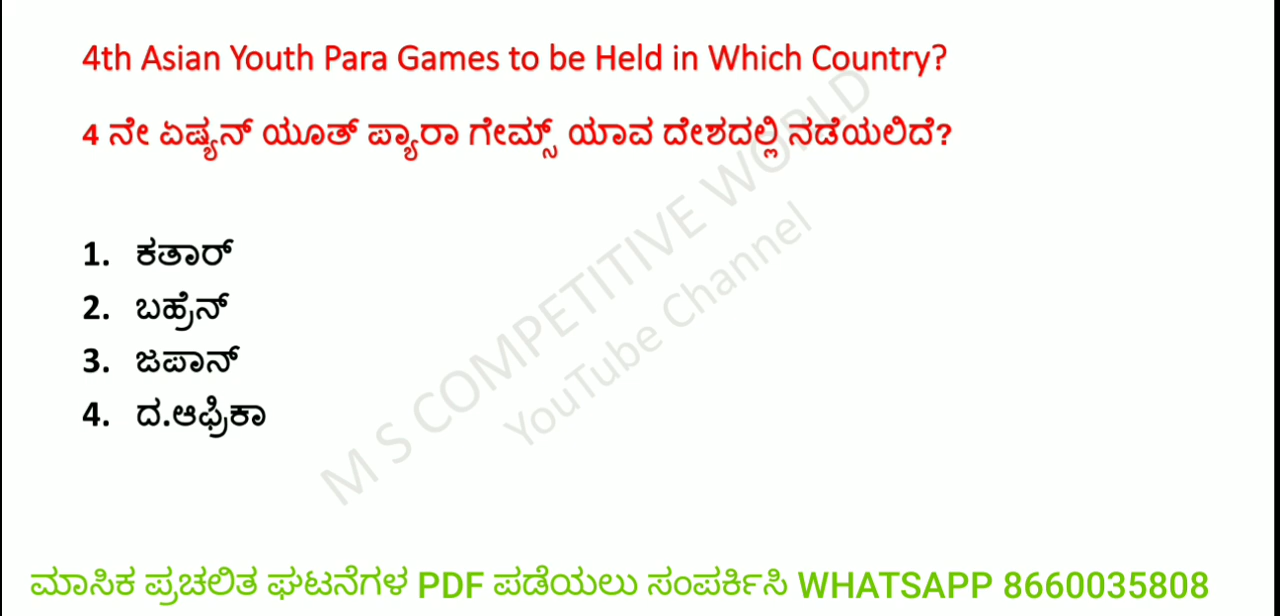 4th Asian Youth Para Games to be Held in Which Country?
4 ನೇ ಏಷ್ಯನ್ ಯೂತ್ ಪ್ಯಾರಾ ಗೇಮ್ಸ್ ಯಾವ ದೇಶದಲ್ಲಿ ನಡೆಯಲಿದೆ?
1. ಕತಾರ್
2. ಬಹ್ರೆನ್
3. ಜಪಾನ್
4. ದ.ಆಫ್ರಿಕಾ
M S COMPETITIVE WORLD
YouTube Channel
ಮಾಸಿಕ ಪ್ರಚಲಿತ ಘಟನೆಗಳ PDF ಪಡೆಯಲು ಸಂಪರ್ಕಿಸಿ WHATSAPP 8660035808